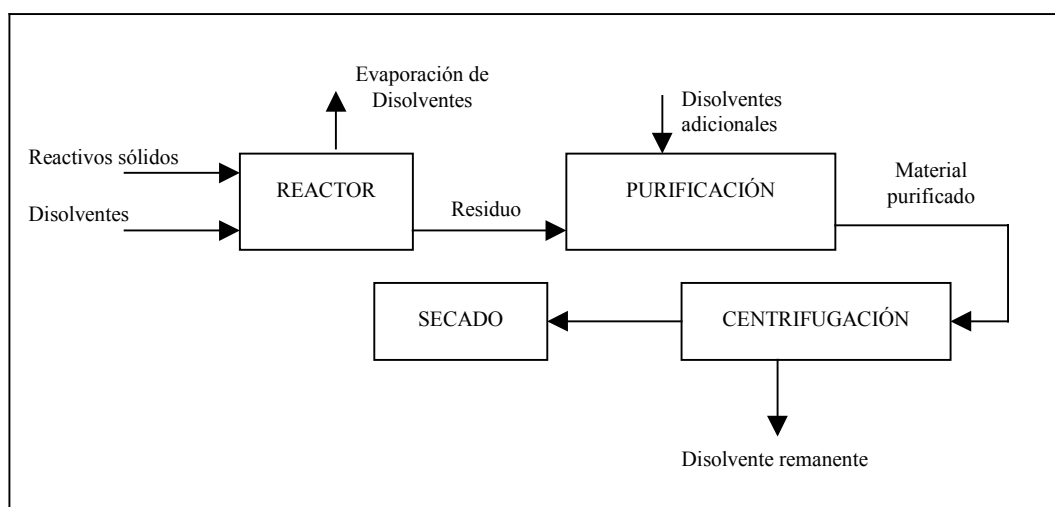 Evaporación de
Disolventes
Disolventes
adicionales
Reactivos sólidos
REACTOR
PURIFICACIÓN
Material
purificado
Disolventes
Residuo
SECADO
CENTRIFUGACIÓN
Disolvente remanente